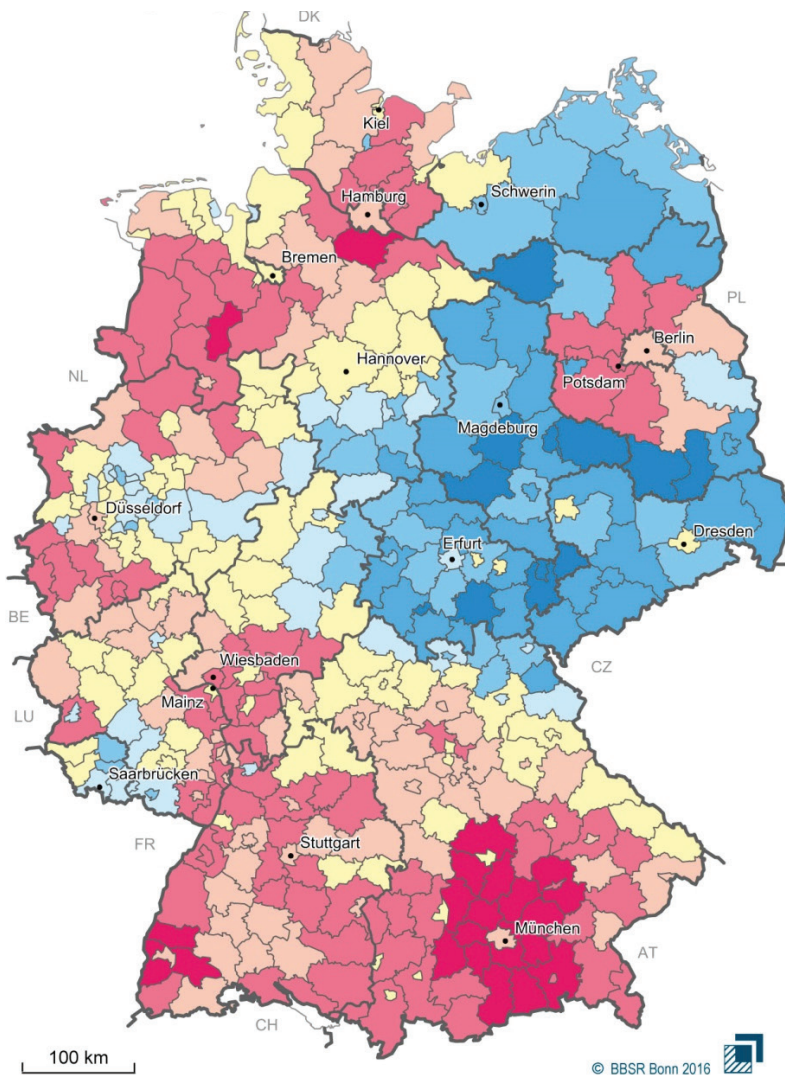 DK
Kiel
Hamburg
Schwerin
Bremen
PL
Berlin
Hannover
NL
Potsdam
Magdeburg
Düsseldorf
Dresden
Erfurt
BE
Wiesbaden
CZ
Mainz
LU
Saarbrücken
FR
Stuttgart
München
AT
CH
100 km
© BBSR Bonn 2016